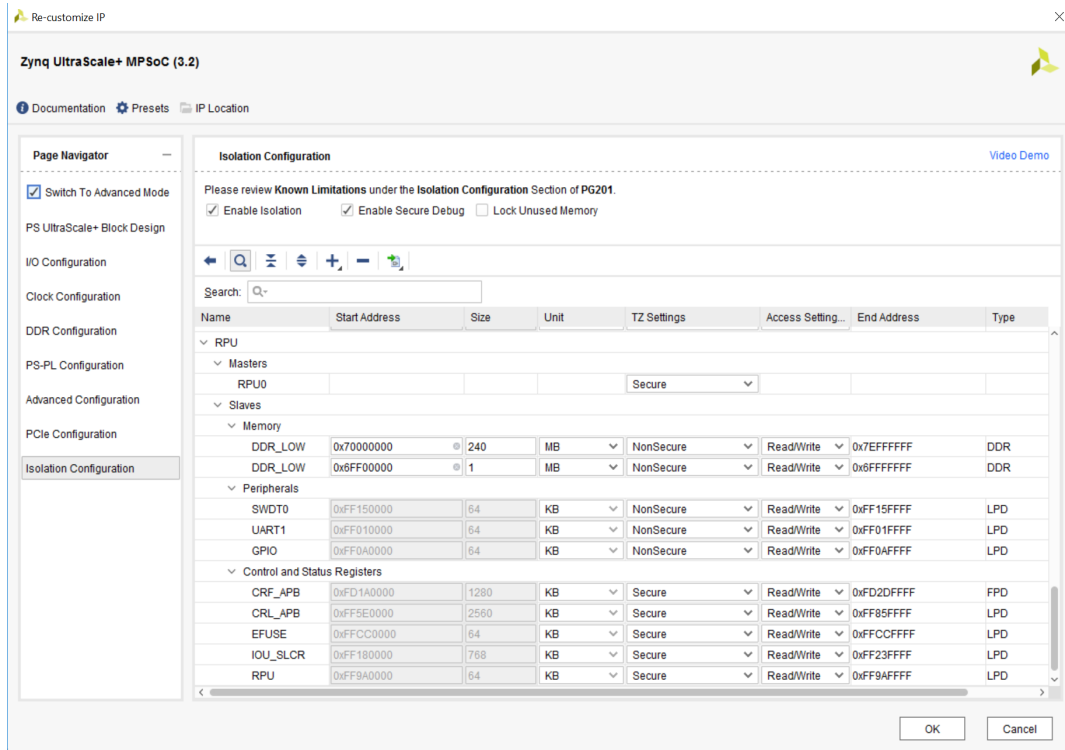 Re-customize IP
Zynq UltraScale+ MPSoC (3.2)
Documentation Presets IP Location
Page Navigator
Switch To Advanced Mode
PS UltraScale+ Block Design
I/O Configuration
Clock Configuration
DDR Configuration
PS-PL Configuration
Advanced Configuration
PCIe Configuration
Isolation Configuration
Isolation Configuration Video Demo
Please review Known Limitations under the Isolation Configuration Section of PG201.
Enable Isolation Enable Secure Debug Lock Unused Memory
Search:
Name Start Address Size Unit TZ Settings Access Setting... End Address Type
RPU
Masters
RPU0 Secure
Slaves
Memory
DDR_LOW 0x70000000 240 MB NonSecure Read/Write 0x7EFFFFFF DDR
DDR_LOW 0x6FF00000 1 MB NonSecure Read/Write 0x6FFFFFFF DDR
Peripherals
SWDT0 0xFF150000 64 KB NonSecure Read/Write 0xFF15FFFF LPD
UART1 0xFF010000 64 KB NonSecure Read/Write 0xFF01FFFF LPD
GPIO 0xFF0A0000 64 KB NonSecure Read/Write 0xFF0AFFFF LPD
Control and Status Registers
CRF_APB 0xFD1A0000 1280 KB Secure Read/Write 0xFD2DFFFF FPD
CRL_APB 0xFF5E0000 2560 KB Secure Read/Write 0xFF85FFFF LPD
EFUSE 0xFFCC0000 64 KB Secure Read/Write 0xFFCCFFFF LPD
IOU_SLCR 0xFF180000 768 KB Secure Read/Write 0xFF23FFFF LPD
RPU 0xFF9A0000 64 KB Secure Read/Write 0xFF9AFFFF LPD
OK Cancel